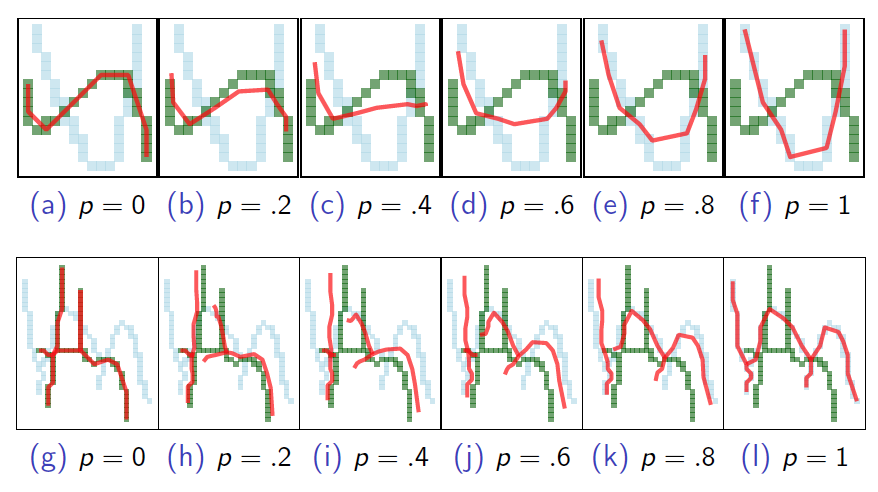 (a) p = 0 (b) p = .2 (c) p = .4 (d) p = .6 (e) p = .8 (f) p = 1
(g) p = 0 (h) p = .2 (i) p = .4 (j) p = .6 (k) p = .8 (l) p = 1